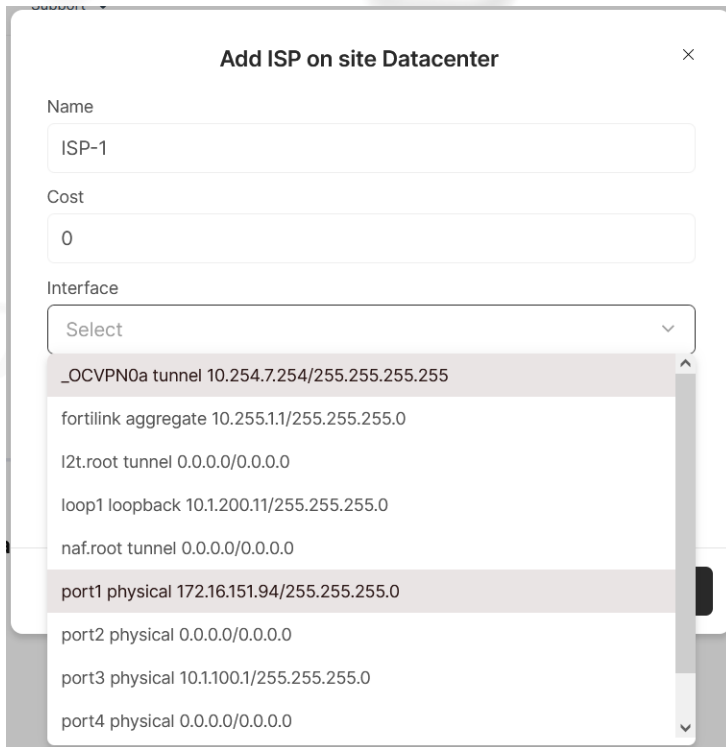 Support
Add ISP on site Datacenter
Name
ISP-1
Cost
0
Interface
Select
_OCVPN0a tunnel 10.254.7.254/255.255.255.255
fortilink aggregate 10.255.1.1/255.255.255.0
l2t.root tunnel 0.0.0.0/0.0.0.0
loop1 loopback 10.1.200.11/255.255.255.0
naf.root tunnel 0.0.0.0/0.0.0.0
port1 physical 172.16.151.94/255.255.255.0
port2 physical 0.0.0.0/0.0.0.0
port3 physical 10.1.100.1/255.255.255.0
port4 physical 0.0.0.0/0.0.0.0